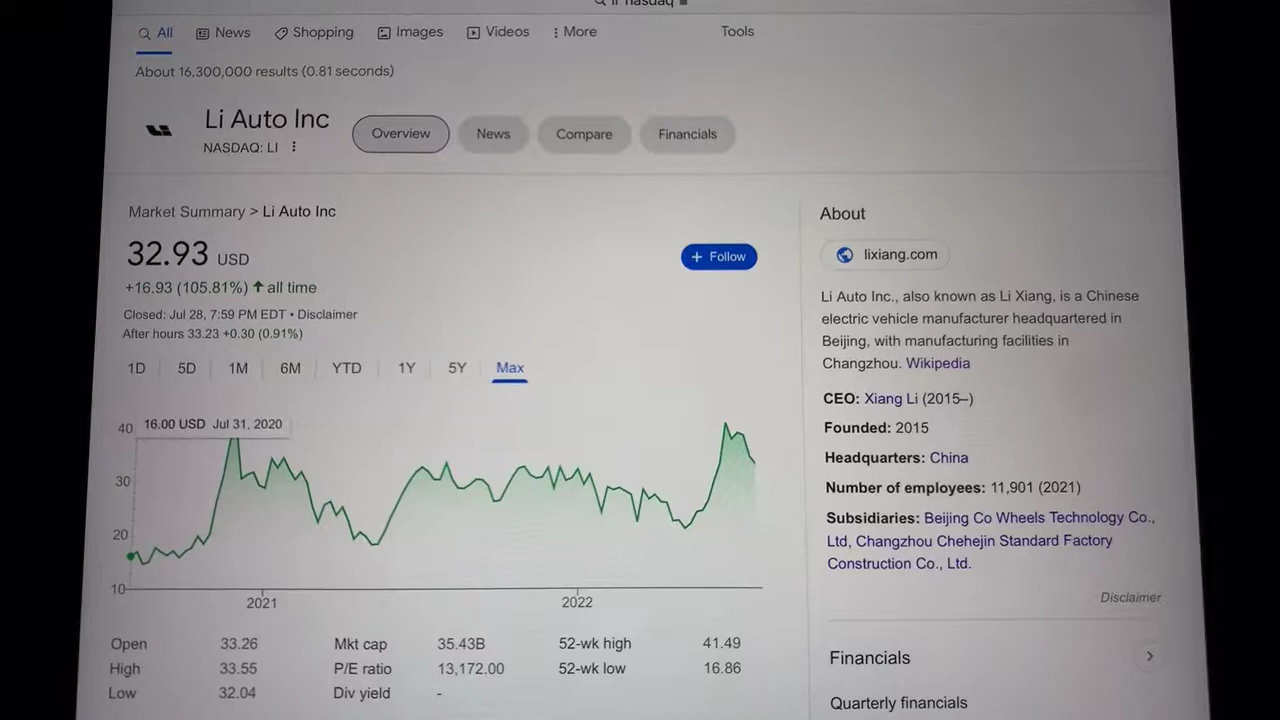 li nasdaq
All News Shopping Images Videos More Tools
About 16,300,000 results (0.81 seconds)
Li Auto Inc
NASDAQ: LI
Overview News Compare Financials
Market Summary > Li Auto Inc
32.93 USD
+ Follow
+16.93 (105.81%) all time
Closed: Jul 28, 7:59 PM EDT • Disclaimer
After hours 33.23 +0.30 (0.91%)
1D 5D 1M 6M YTD 1Y 5Y Max
16.00 USD Jul 31, 2020
40
30
20
10
2021 2022
Open 33.26 Mkt cap 35.43B 52-wk high 41.49
High 33.55 P/E ratio 13,172.00 52-wk low 16.86
Low 32.04 Div yield -
About
lixiang.com
Li Auto Inc., also known as Li Xiang, is a Chinese
electric vehicle manufacturer headquartered in
Beijing, with manufacturing facilities in
Changzhou. Wikipedia
CEO: Xiang Li (2015–)
Founded: 2015
Headquarters: China
Number of employees: 11,901 (2021)
Subsidiaries: Beijing Co Wheels Technology Co.,
Ltd, Changzhou Chehejin Standard Factory
Construction Co., Ltd.
Disclaimer
Financials
Quarterly financials